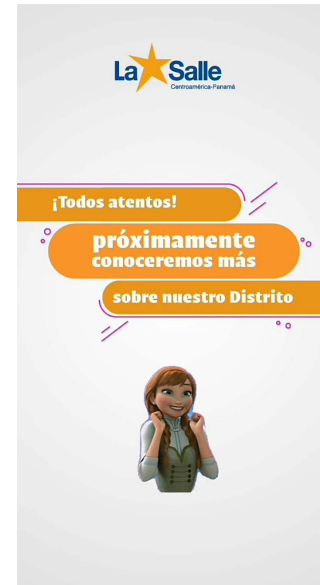 La Salle
Centroamérica-Panamá
¡Todos atentos!
próximamente
conoceremos más
sobre nuestro Distrito